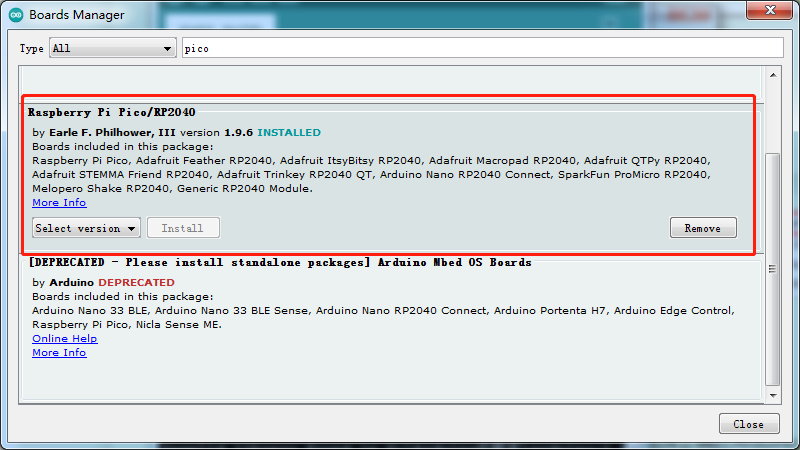 Boards Manager
Type All pico
Raspberry Pi Pico/RP2040
by Earle F. Philhower, III version 1.9.6 INSTALLED
Boards included in this package:
Raspberry Pi Pico, Adafruit Feather RP2040, Adafruit ItsyBitsy RP2040, Adafruit Macropad RP2040, Adafruit QTPy RP2040,
Adafruit STEMMA Friend RP2040, Adafruit Trinkey RP2040 QT, Arduino Nano RP2040 Connect, SparkFun ProMicro RP2040,
Melopero Shake RP2040, Generic RP2040 Module.
More Info
Select version Install Remove
[DEPRECATED - Please install standalone packages] Arduino Mbed OS Boards
by Arduino DEPRECATED
Boards included in this package:
Arduino Nano 33 BLE, Arduino Nano 33 BLE Sense, Arduino Nano RP2040 Connect, Arduino Portenta H7, Arduino Edge Control,
Raspberry Pi Pico, Nicla Sense ME.
Online Help
More Info
Close